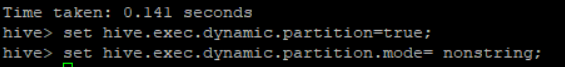 Time taken: 0.141 seconds
hive> set hive.exec.dynamic.partition=true;
hive> set hive.exec.dynamic.partition.mode= nonstring;